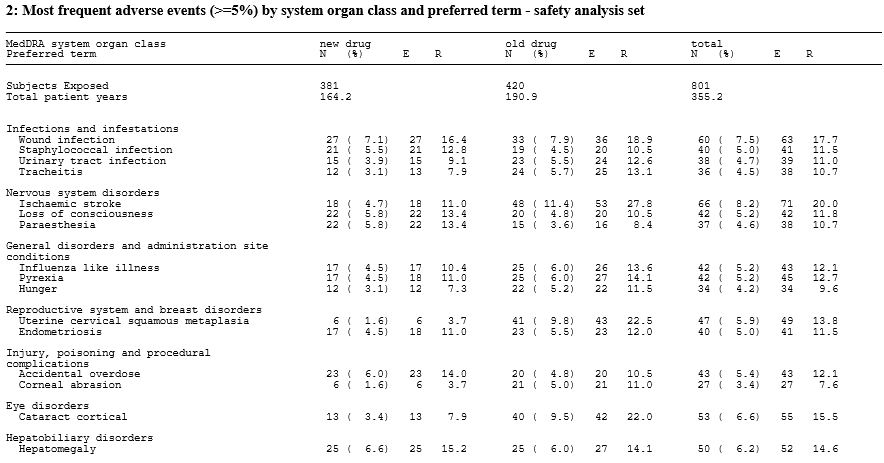 2: Most frequent adverse events (>=5%) by system organ class and preferred term - safety analysis set
MedDRA system organ class new drug old drug total
Preferred term N (%) E R N (%) E R N (%) E R
Subjects Exposed 381 420 801
Total patient years 164.2 190.9 355.2
Infections and infestations
Wound infection 27 ( 7.1) 27 16.4 33 ( 7.9) 36 18.9 60 ( 7.5) 63 17.7
Staphylococcal infection 21 ( 5.5) 21 12.8 19 ( 4.5) 20 10.5 40 ( 5.0) 41 11.5
Urinary tract infection 15 ( 3.9) 15 9.1 23 ( 5.5) 24 12.6 38 ( 4.7) 39 11.0
Tracheitis 12 ( 3.1) 13 7.9 24 ( 5.7) 25 13.1 36 ( 4.5) 38 10.7
Nervous system disorders
Ischaemic stroke 18 ( 4.7) 18 11.0 48 ( 11.4) 53 27.8 66 ( 8.2) 71 20.0
Loss of consciousness 22 ( 5.8) 22 13.4 20 ( 4.8) 20 10.5 42 ( 5.2) 42 11.8
Paraesthesia 22 ( 5.8) 22 13.4 15 ( 3.6) 16 8.4 37 ( 4.6) 38 10.7
General disorders and administration site
conditions
Influenza like illness 17 ( 4.5) 17 10.4 25 ( 6.0) 26 13.6 42 ( 5.2) 43 12.1
Pyrexia 17 ( 4.5) 18 11.0 25 ( 6.0) 27 14.1 42 ( 5.2) 45 12.7
Hunger 12 ( 3.1) 12 7.3 22 ( 5.2) 22 11.5 34 ( 4.2) 34 9.6
Reproductive system and breast disorders
Uterine cervical squamous metaplasia 6 ( 1.6) 6 3.7 41 ( 9.8) 43 22.5 47 ( 5.9) 49 13.8
Endometriosis 17 ( 4.5) 18 11.0 23 ( 5.5) 23 12.0 40 ( 5.0) 41 11.5
Injury, poisoning and procedural
complications
Accidental overdose 23 ( 6.0) 23 14.0 20 ( 4.8) 20 10.5 43 ( 5.4) 43 12.1
Corneal abrasion 6 ( 1.6) 6 3.7 21 ( 5.0) 21 11.0 27 ( 3.4) 27 7.6
Eye disorders
Cataract cortical 13 ( 3.4) 13 7.9 40 ( 9.5) 42 22.0 53 ( 6.6) 55 15.5
Hepatobiliary disorders
Hepatomegaly 25 ( 6.6) 25 15.2 25 ( 6.0) 27 14.1 50 ( 6.2) 52 14.6